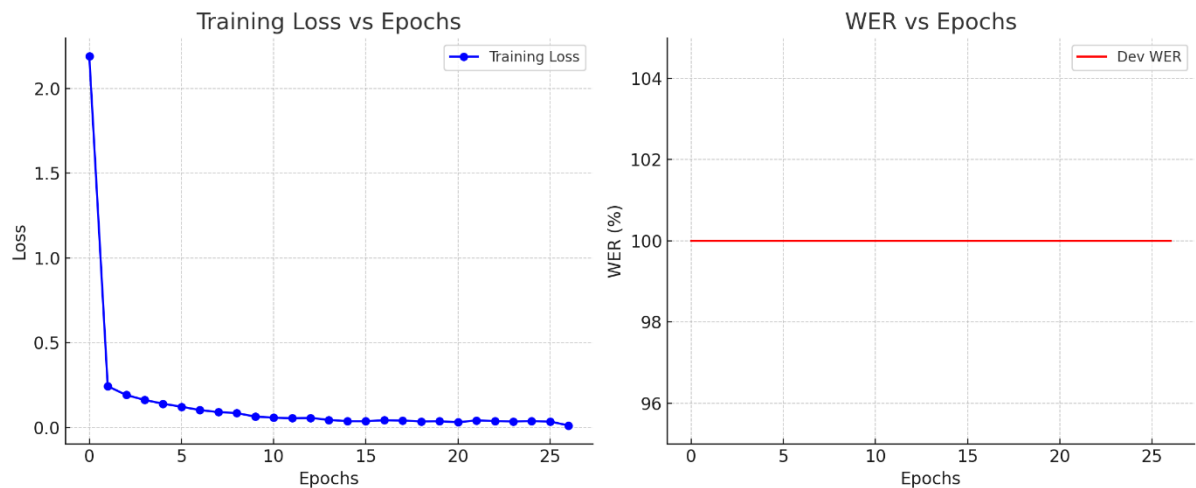 Training Loss vs Epochs
Training Loss
2.0
1.5
1.0
0.5
0.0
Loss
0 5 10 15 20 25
Epochs
WER vs Epochs
Dev WER
104
102
100
98
96
WER (%)
0 5 10 15 20 25
Epochs